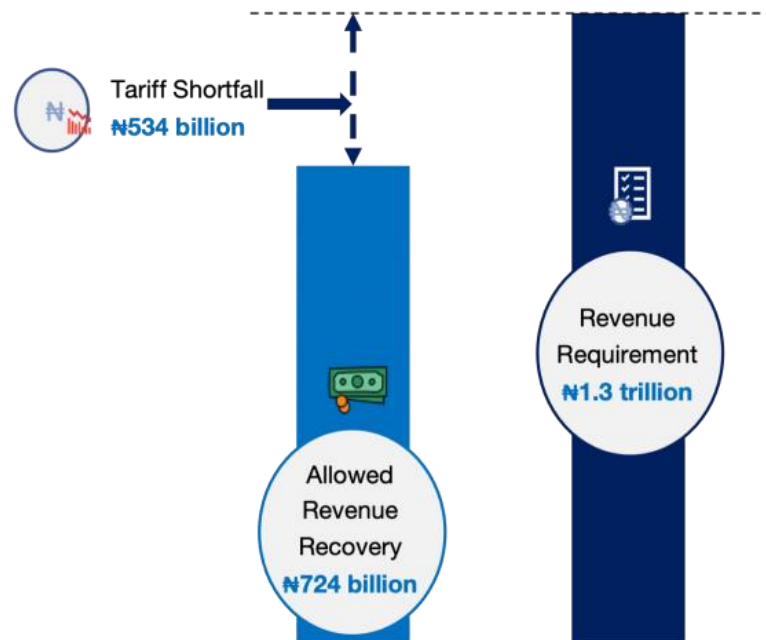 Tariff Shortfall
₦534 billion
₦
Revenue
Requirement
₦1.3 trillion
Allowed
Revenue
Recovery
₦724 billion